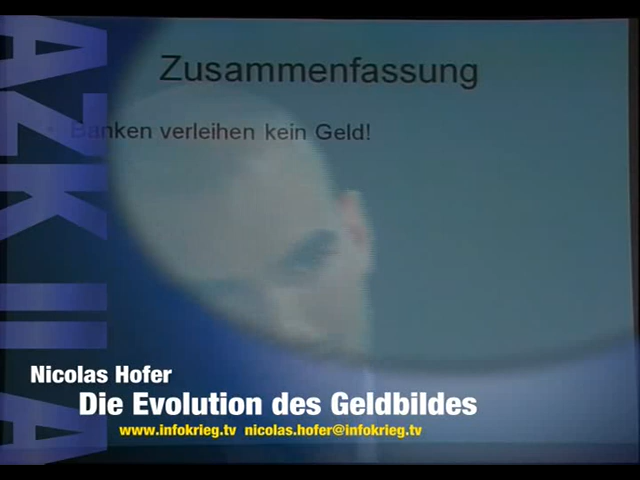 AZK II A
Zusammenfassung
• Banken verleihen kein Geld!
Nicolas Hofer
Die Evolution des Geldbildes
www.infokrieg.tv nicolas.hofer@infokrieg.tv